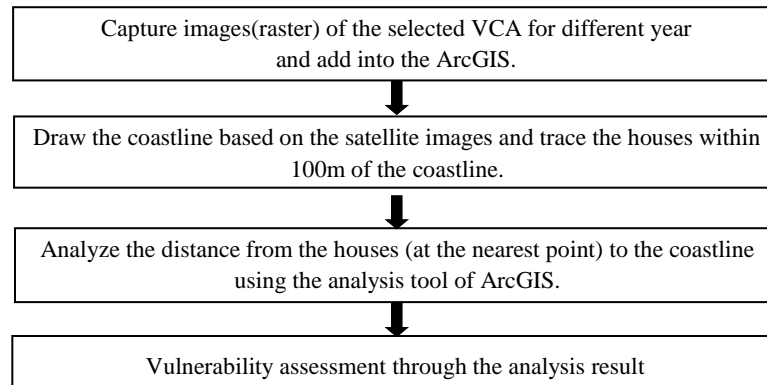 Capture images(raster) of the selected VCA for different year
and add into the ArcGIS.
Draw the coastline based on the satellite images and trace the houses within
100m of the coastline.
Analyze the distance from the houses (at the nearest point) to the coastline
using the analysis tool of ArcGIS.
Vulnerability assessment through the analysis result